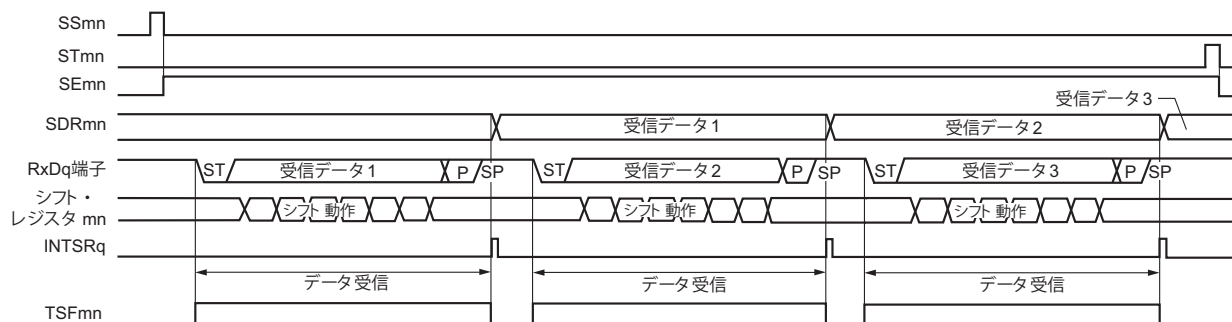 SSmn
STmn
SEmn
受信データ3
SDRmn 受信データ1 受信データ2
RxDq端子 ST 受信データ1 P SP ST 受信データ2 P SP ST 受信データ3 P SP
シフト・
レジスタ mn
シフト 動作 シフト 動作 シフト 動作
INTSRq
データ受信 データ受信 データ受信
TSFmn